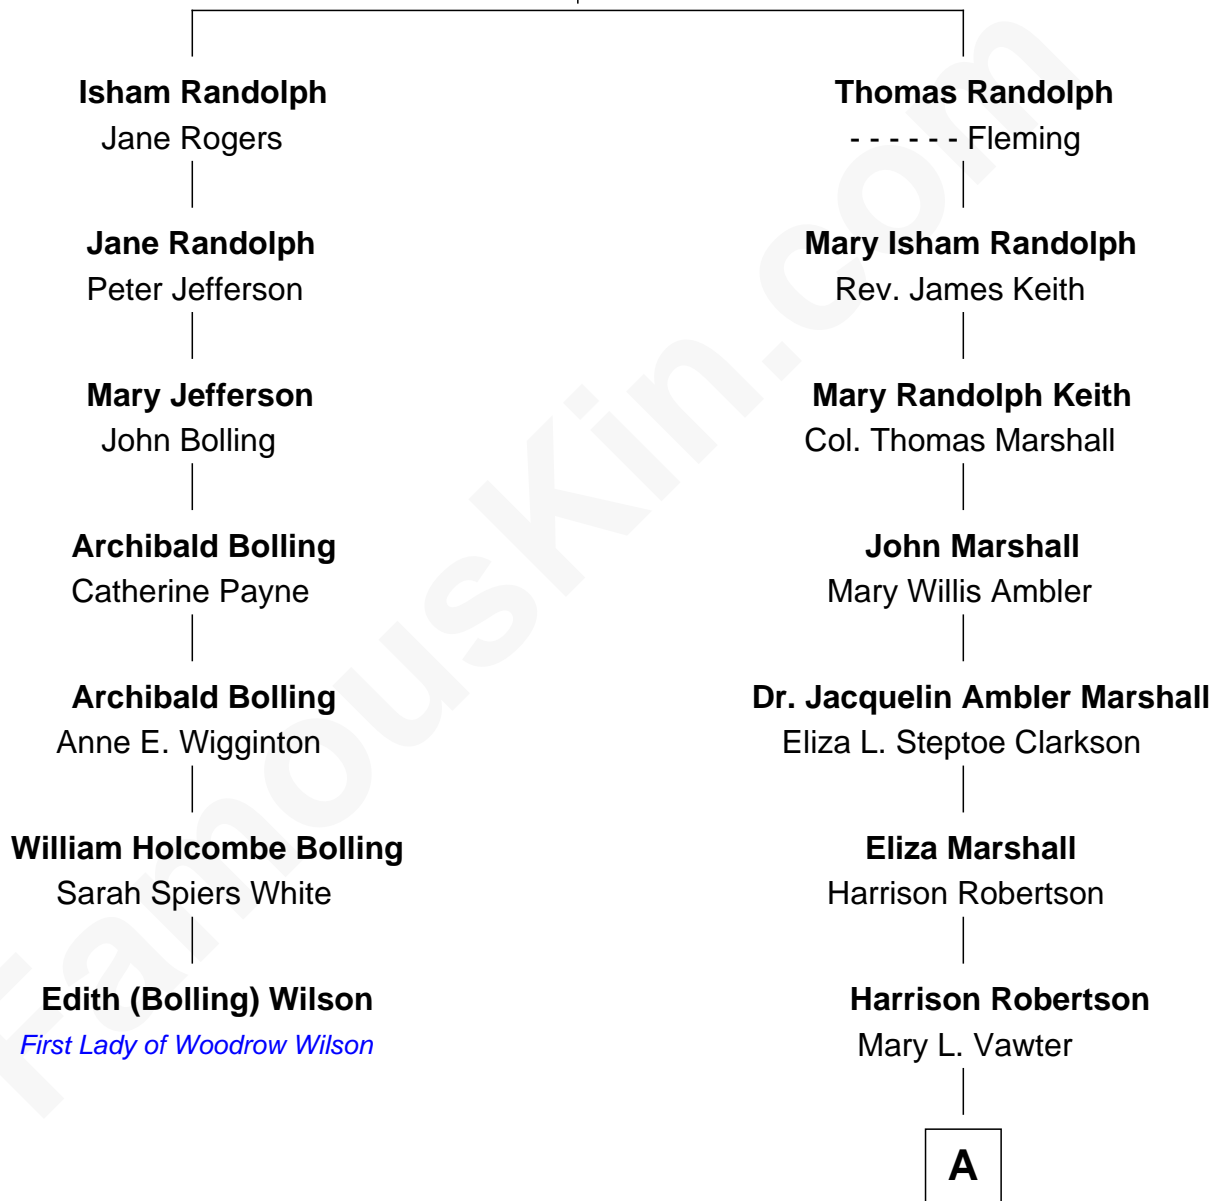 Isham Randolph
Jane Rogers
Jane Randolph
Peter Jefferson
Mary Jefferson
John Bolling
Archibald Bolling
Catherine Payne
Archibald Bolling
Anne E. Wigginton
William Holcombe Bolling
Sarah Spiers White
Edith (Bolling) Wilson
First Lady of Woodrow Wilson
Thomas Randolph
- - - - - - Fleming
Mary Isham Randolph
Rev. James Keith
Mary Randolph Keith
Col. Thomas Marshall
John Marshall
Mary Willis Ambler
Dr. Jacquelin Ambler Marshall
Eliza L. Steptoe Clarkson
Eliza Marshall
Harrison Robertson
Harrison Robertson
Mary L. Vawter
A
FamousKin.com